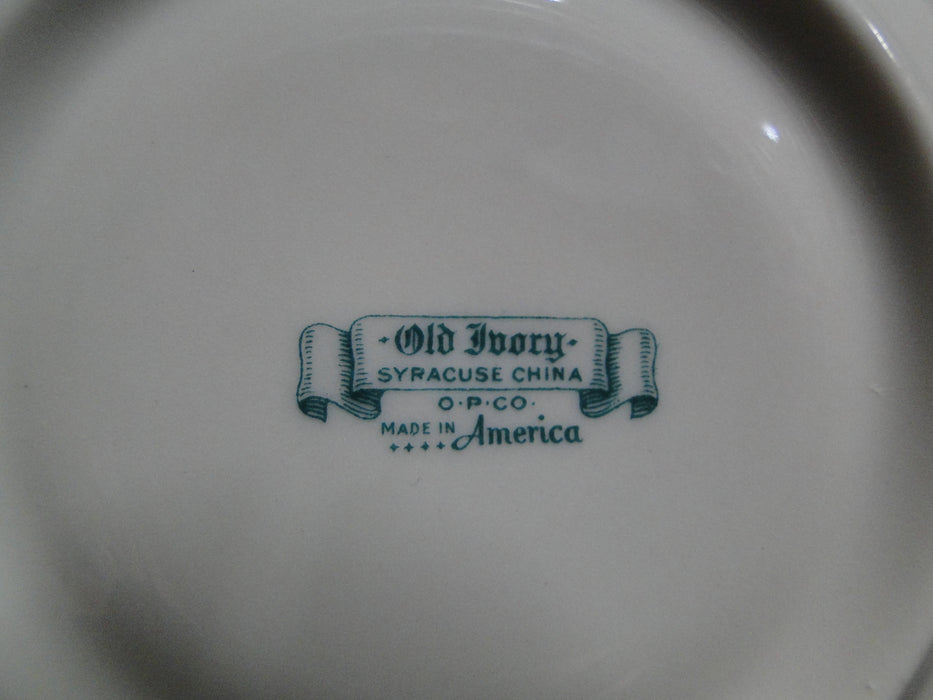 ·Old Ivory·
SYRACUSE CHINA
O·P·CO·
MADE IN America